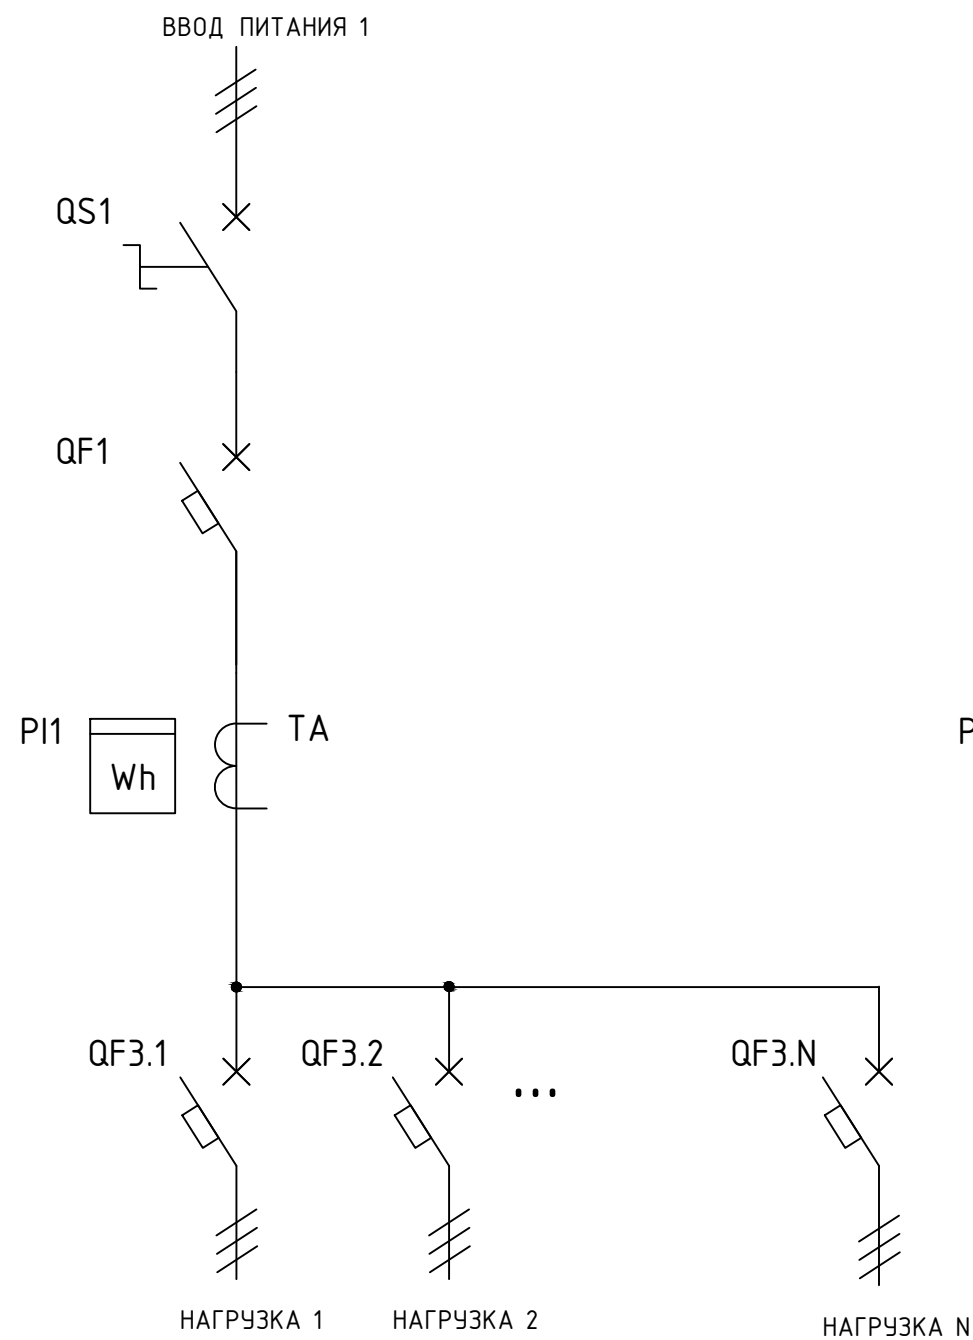 ВВОД ПИТАНИЯ 1
QS1
QF1
PI1
Wh
TA
P
QF3.1
QF3.2
...
QF3.N
НАГРУЗКА 1
НАГРУЗКА 2
НАГРУЗКА N